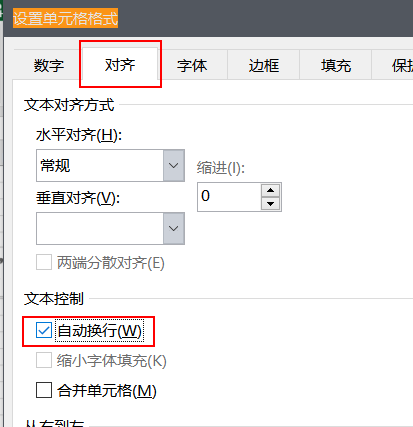 设置单元格格式
数字 对齐 字体 边框 填充 保护
文本对齐方式
水平对齐(H):
常规 缩进(I):
垂直对齐(V): 0
两端分散对齐(E)
文本控制
自动换行(W)
缩小字体填充(K)
合并单元格(M)
从右到左